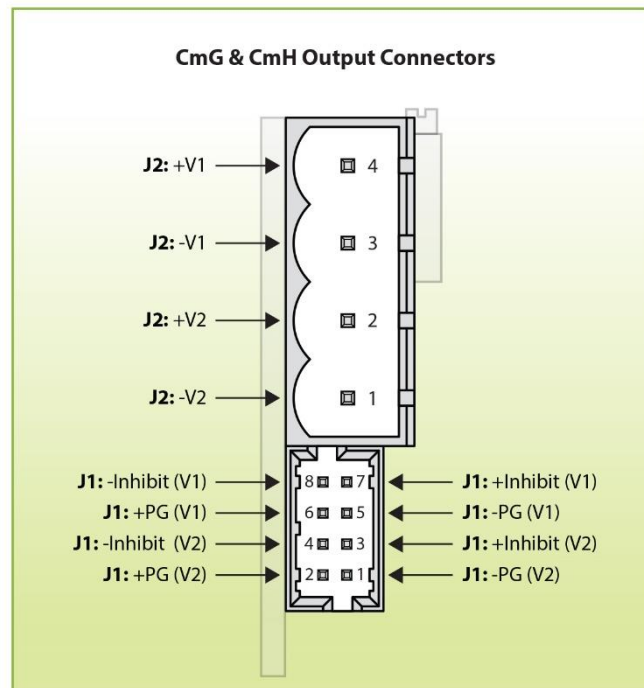 CmG & CmH Output Connectors
J2: +V1
4
J2: -V1
3
J2: +V2
2
J2: -V2
1
J1: -Inhibit (V1) 8 7 J1: +Inhibit (V1)
J1: +PG (V1) 6 5 J1: -PG (V1)
J1: -Inhibit (V2) 4 3 J1: +Inhibit (V2)
J1: +PG (V2) 2 1 J1: -PG (V2)